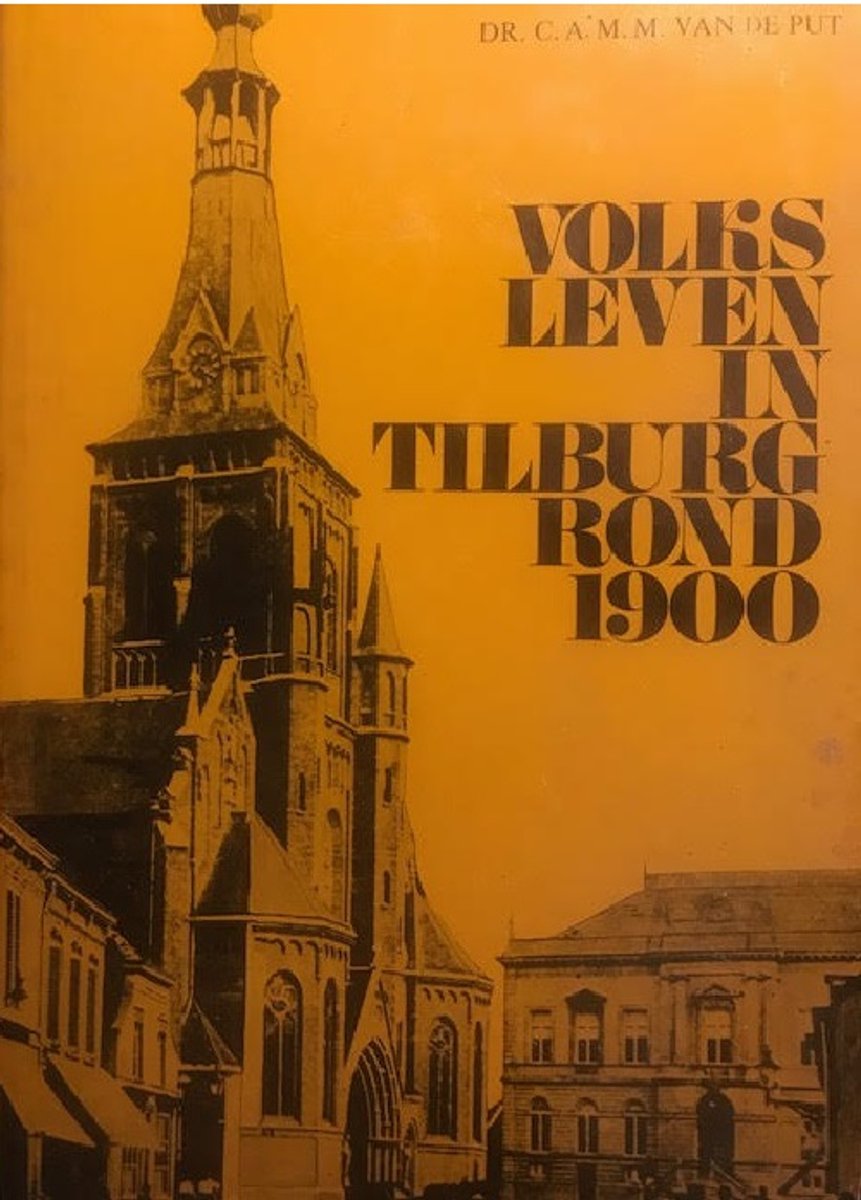 DR. C.A.M.M. VAN DE PUT
VOLKS
LEVEN
IN
TILBURG
ROND
1900